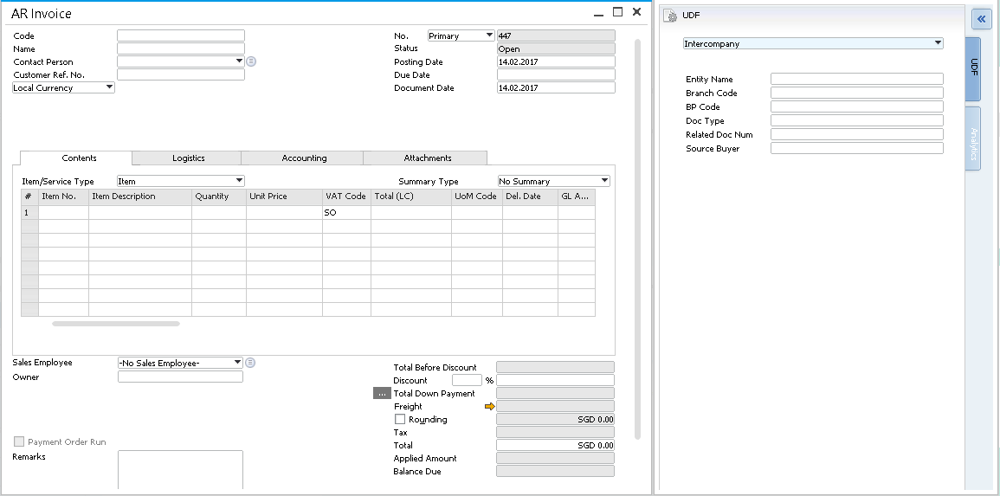 AR Invoice
Code
Name
Contact Person
Customer Ref. No.
Local Currency
No. Primary 447
Status Open
Posting Date 14.02.2017
Due Date
Document Date 14.02.2017
Contents Logistics Accounting Attachments
Item/Service Type Item Summary Type No Summary
# Item No. Item Description Quantity Unit Price VAT Code Total (LC) UoM Code Del. Date GL A...
1 SO
Sales Employee -No Sales Employee-
Owner
Payment Order Run
Remarks
Total Before Discount
Discount %
... Total Down Payment
Freight
Rounding SGD 0.00
Tax
Total SGD 0.00
Applied Amount
Balance Due
UDF
Intercompany
Entity Name
Branch Code
BP Code
Doc Type
Related Doc Num
Source Buyer
UDF
Analytics